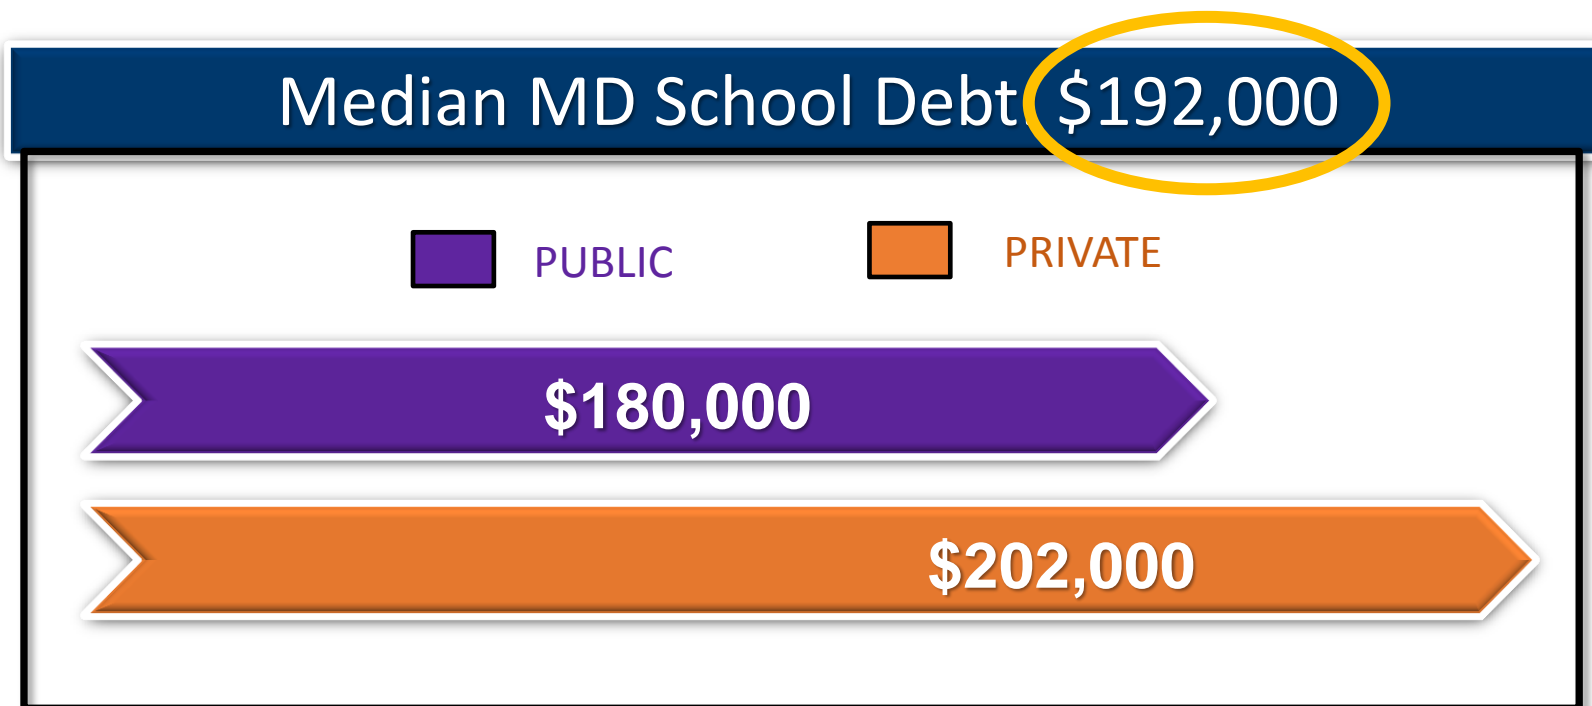 Median MD School Debt: $192,000
PUBLIC
PRIVATE
$180,000
$202,000